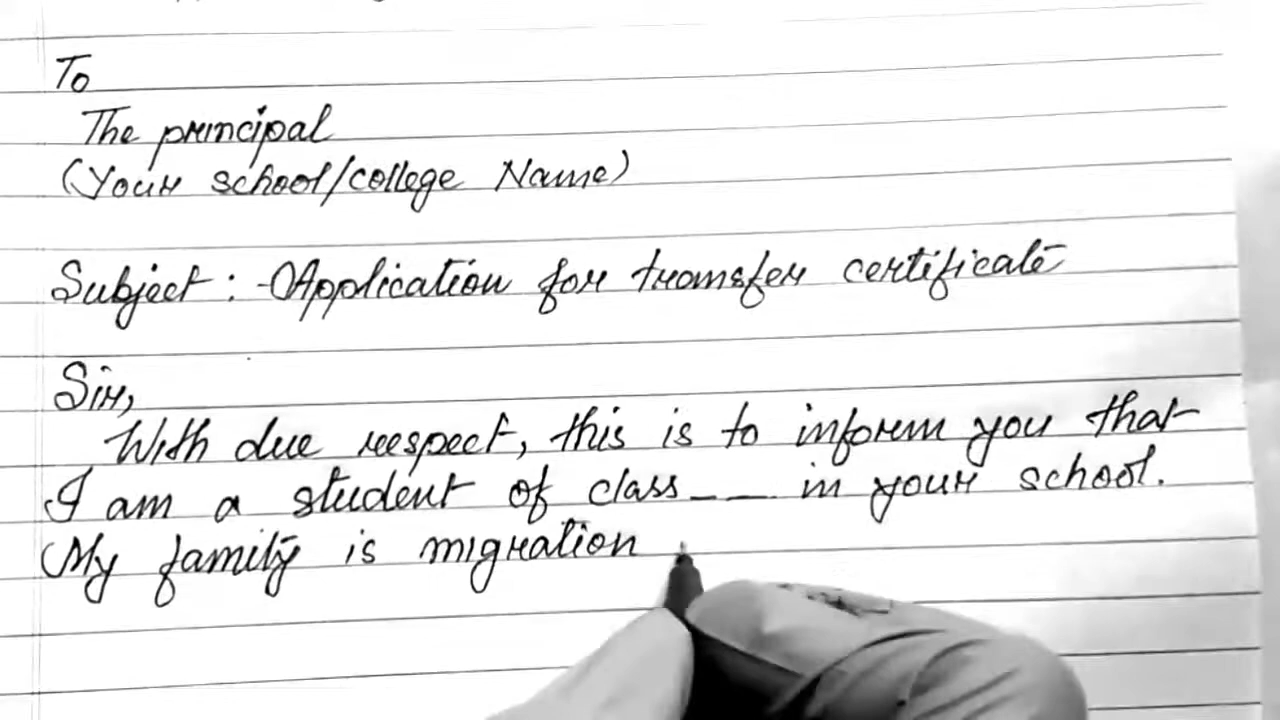 To
The principal
(Your school/college Name)
Subject: - Application for transfer certificate
Sir,
With due respect, this is to inform you that
I am a student of class__ __ in your school.
My family is migration